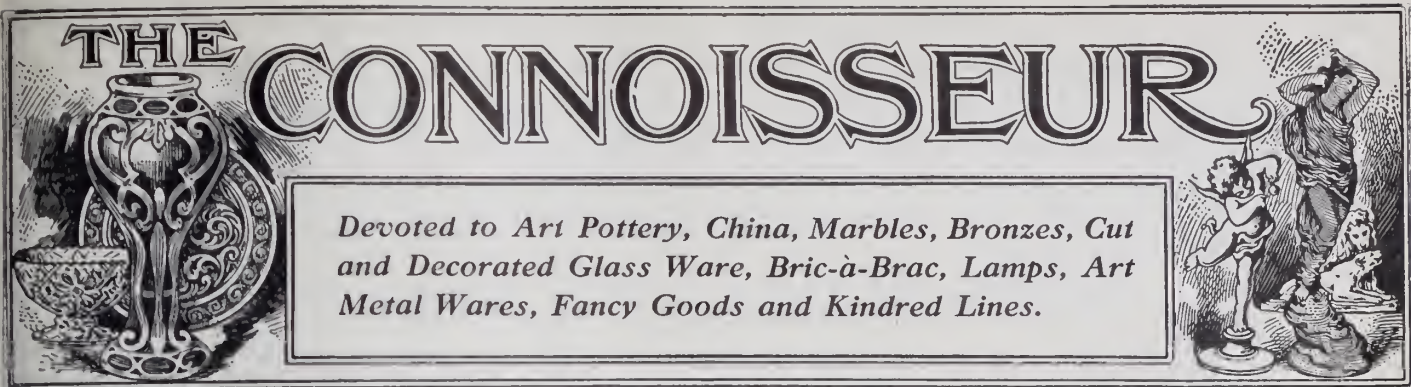 THE
CONNOISSEUR
Devoted to Art Pottery, China, Marbles, Bronzes, Cut
and Decorated Glass Ware, Bric-à-Brac, Lamps, Art
Metal Wares, Fancy Goods and Kindred Lines.